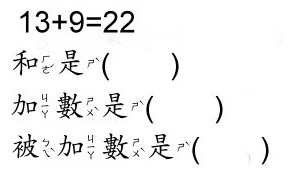 13+9=22
和ㄏㄜˊ是ㄕˋ(　　)
加ㄐㄧㄚ數ㄕㄨˋ是ㄕˋ(　　)
被ㄅㄟˋ加ㄐㄧㄚ數ㄕㄨˋ是ㄕˋ(　　)